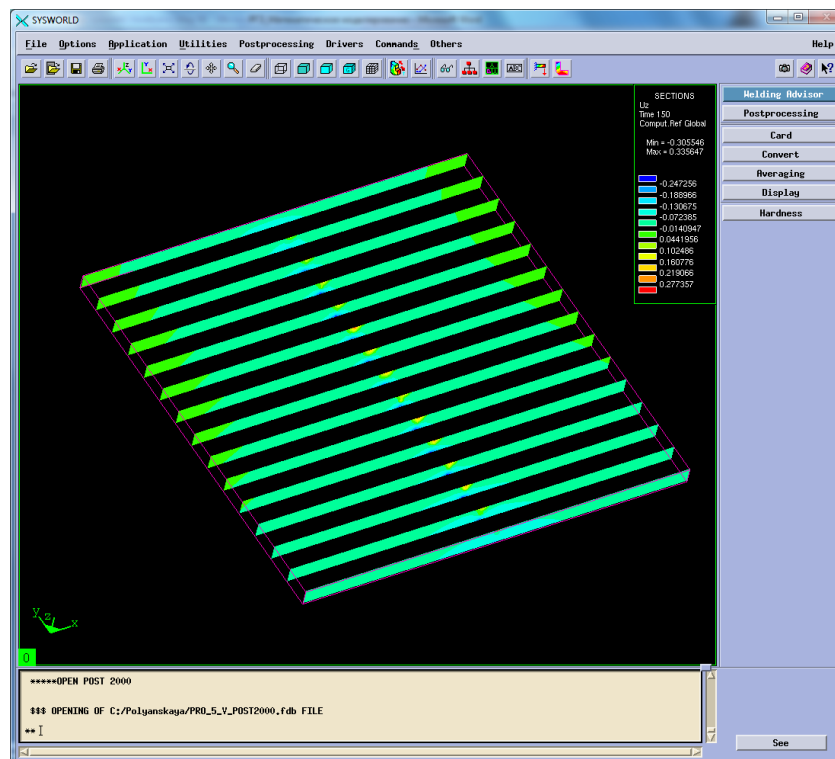 SYSWORLD
File Options Application Utilities Postprocessing Drivers Commands Others Help
ABC
SECTIONS
Uz
Time 150
Comput.Ref Global
Min = -0.305546
Max = 0.335647
-0.247256
-0.188966
-0.130675
-0.072385
-0.0140947
0.0441956
0.102486
0.160776
0.219066
0.277357
Welding Advisor
Postprocessing
Card
Convert
Averaging
Display
Hardness
y z x
0
*****OPEN POST 2000
$$$ OPENING OF C:/Polyanskaya/PRO_5_V_POST2000.fdb FILE
**
See